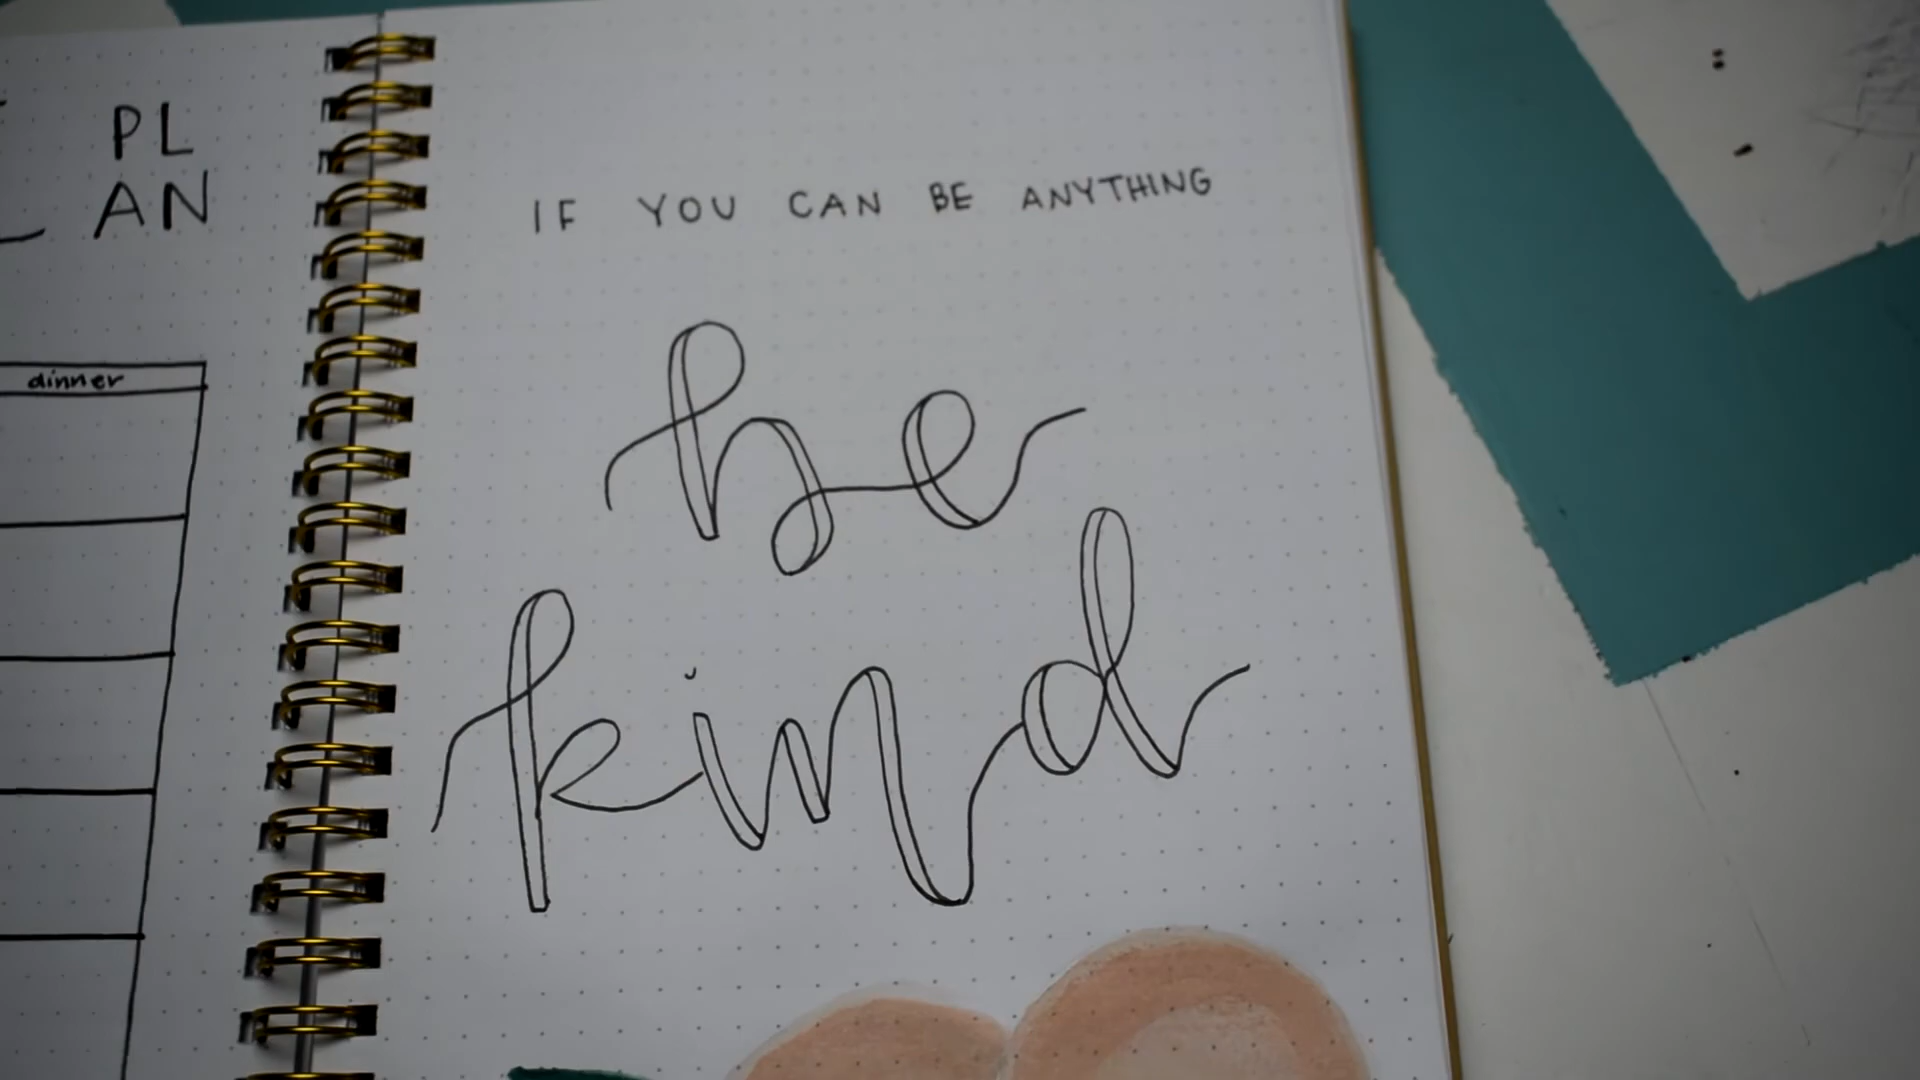 PL
AN
dinner
IF YOU CAN BE ANYTHING
be
kind